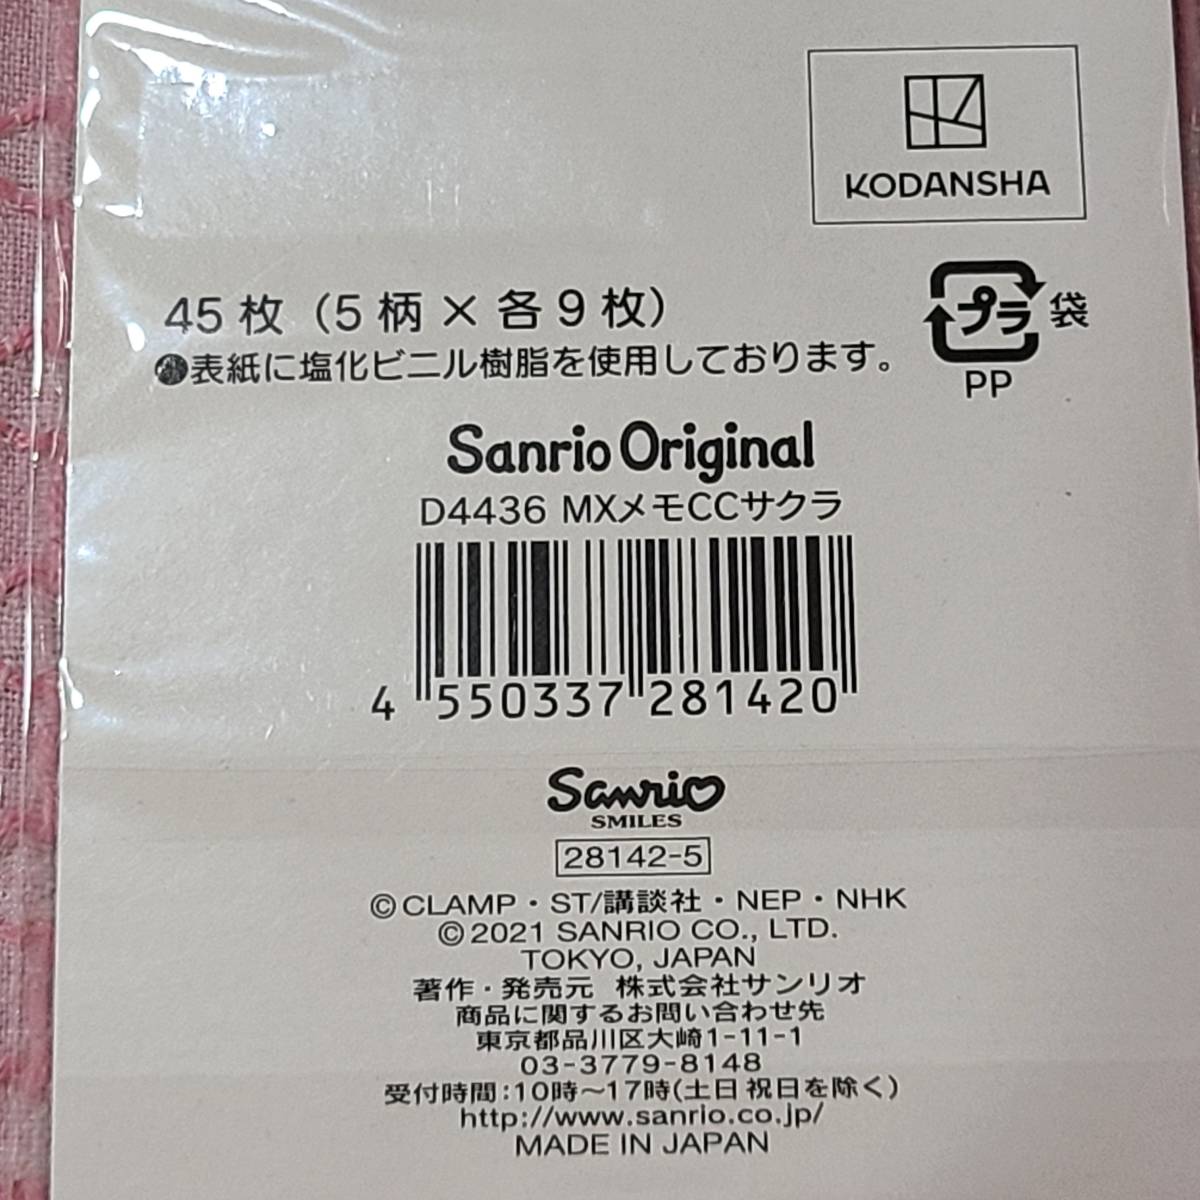 KODANSHA
45枚（5柄×各9枚）
●表紙に塩化ビニル樹脂を使用しております。
プラ 袋
PP
Sanrio Original
D4436 MXメモCCサクラ
4 550337 281420
Sanrio
SMILES
28142-5
©CLAMP・ST/講談社・NEP・NHK
©2021 SANRIO CO., LTD.
TOKYO, JAPAN
著作・発売元 株式会社サンリオ
商品に関するお問い合わせ先
東京都品川区大崎1-11-1
03-3779-8148
受付時間:10時～17時(土日祝日を除く)
http://www.sanrio.co.jp/
MADE IN JAPAN